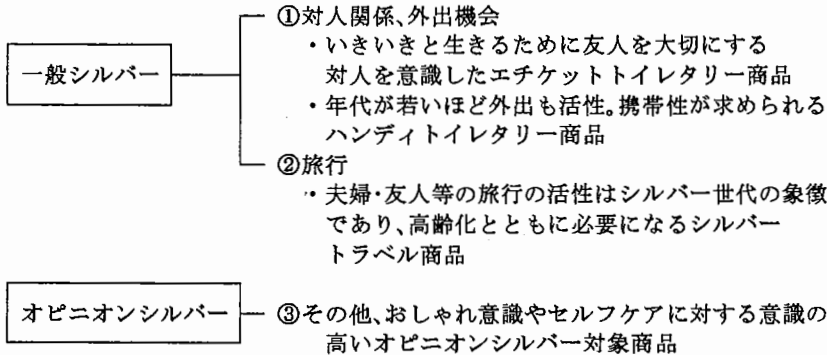 ①対人関係、外出機会
・いきいきと生きるために友人を大切にする
一般シルバー
対人を意識したエチケットトイレタリー商品
・年代が若いほど外出も活性。携帯性が求められる
ハンディトイレタリー商品
②旅行
・夫婦・友人等の旅行の活性はシルバー世代の象徴
であり、高齢化とともに必要になるシルバー
トラベル商品
オピニオンシルバー
③その他、おしゃれ意識やセルフケアに対する意識の
高いオピニオンシルバー対象商品